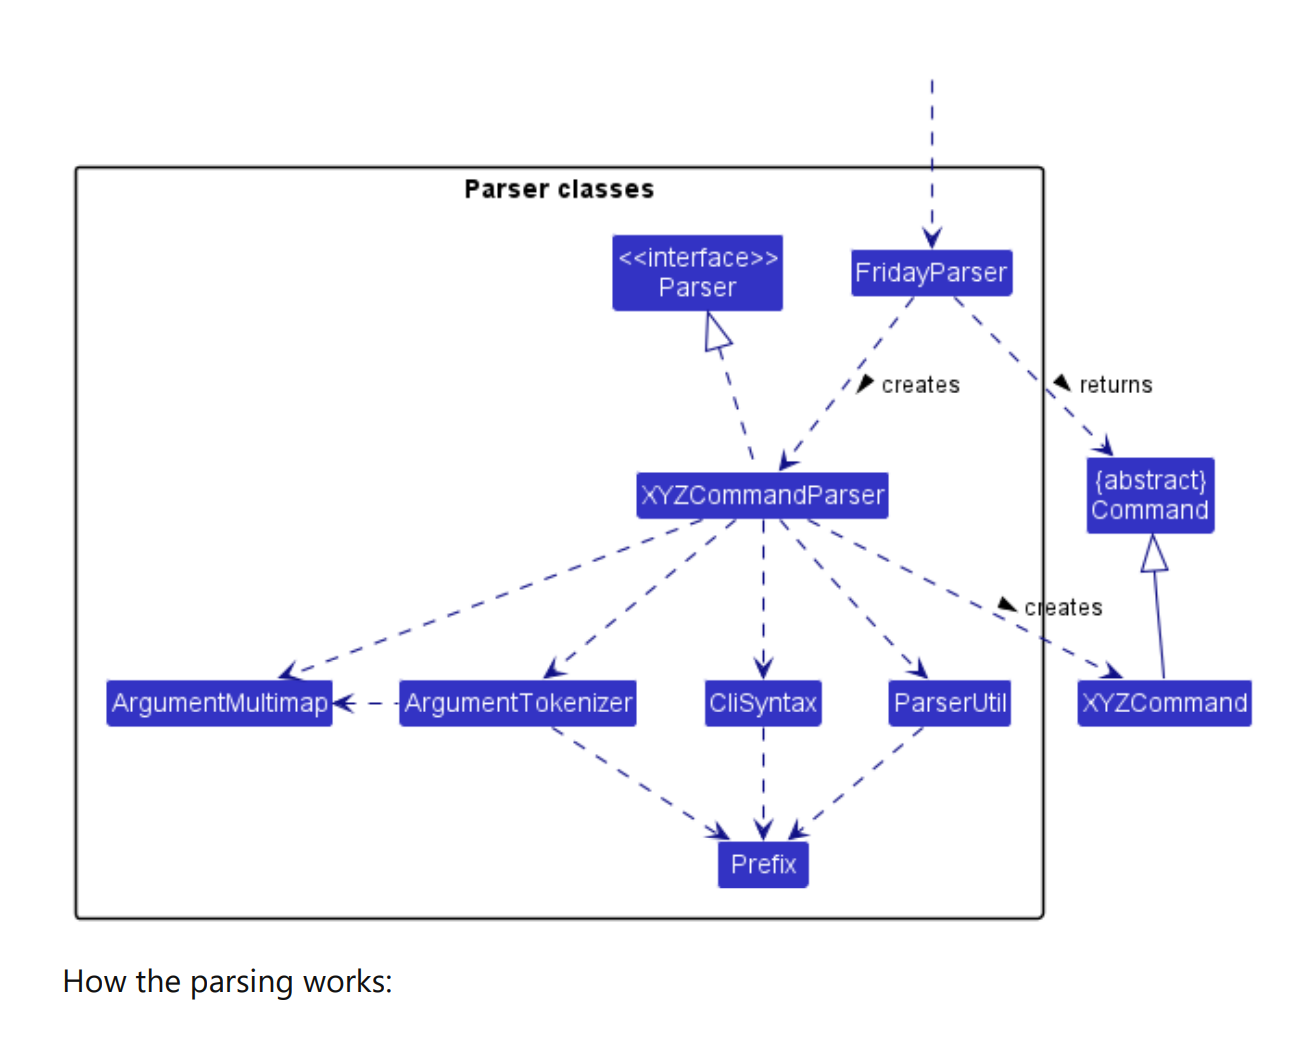 Parser classes
<<interface>>
Parser
FridayParser
creates
returns
{abstract}
Command
XYZCommandParser
creates
ArgumentMultimap
ArgumentTokenizer
CliSyntax
ParserUtil
XYZCommand
Prefix
How the parsing works: